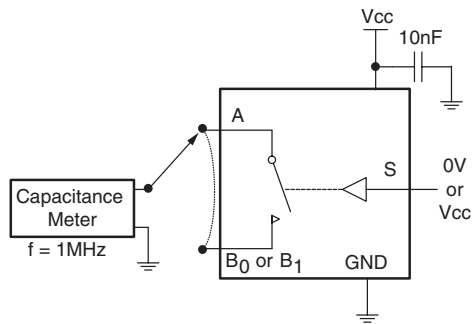 Vcc
10nF
A
S
0V
or
Vcc
Capacitance
Meter
f = 1MHz
B0 or B1
GND